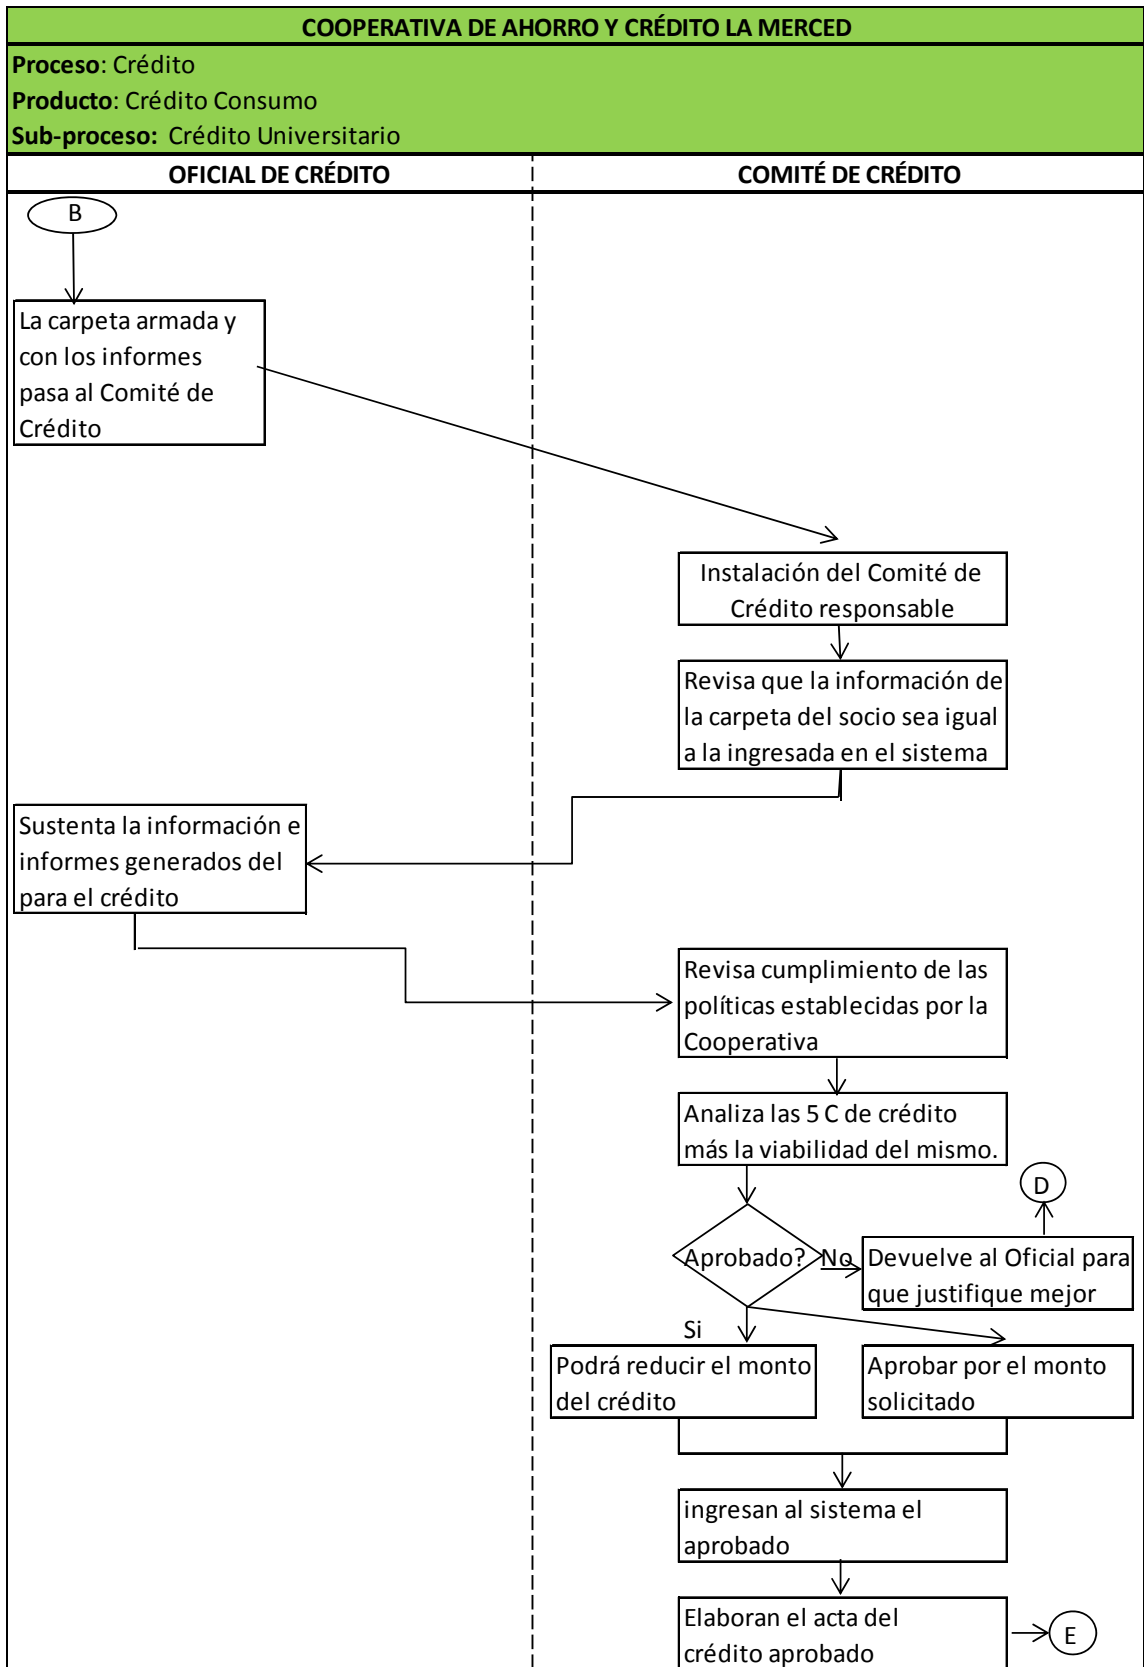 COOPERATIVA DE AHORRO Y CRÉDITO LA MERCED
Proceso: Crédito
Producto: Crédito Consumo
Sub-proceso: Crédito Universitario
OFICIAL DE CRÉDITO
COMITÉ DE CRÉDITO
B
La carpeta armada y
con los informes
pasa al Comité de
Crédito
Instalación del Comité de
Crédito responsable
Revisa que la información de
la carpeta del socio sea igual
a la ingresada en el sistema
Sustenta la información e
informes generados del
para el crédito
Revisa cumplimiento de las
políticas establecidas por la
Cooperativa
Analiza las 5 C de crédito
más la viabilidad del mismo.
D
Aprobado?
No
Devuelve al Oficial para
que justifique mejor
Si
Podrá reducir el monto
del crédito
Aprobar por el monto
solicitado
ingresan al sistema el
aprobado
Elaboran el acta del
crédito aprobado
E